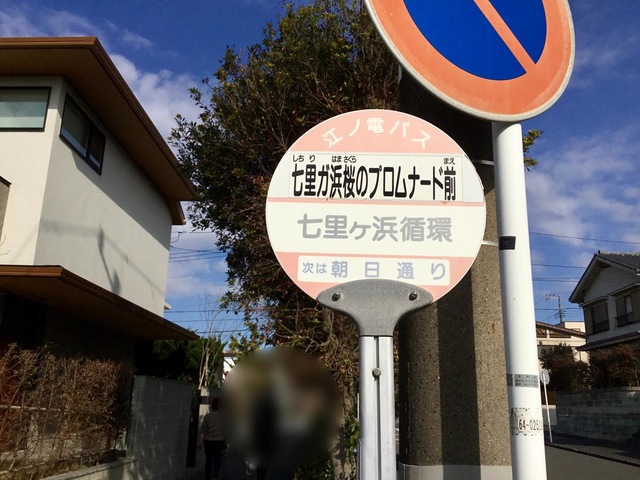 江ノ電バス
しちり はまさくら まえ
七里ガ浜桜のプロムナード前
七里ヶ浜循環
次は 朝日通り